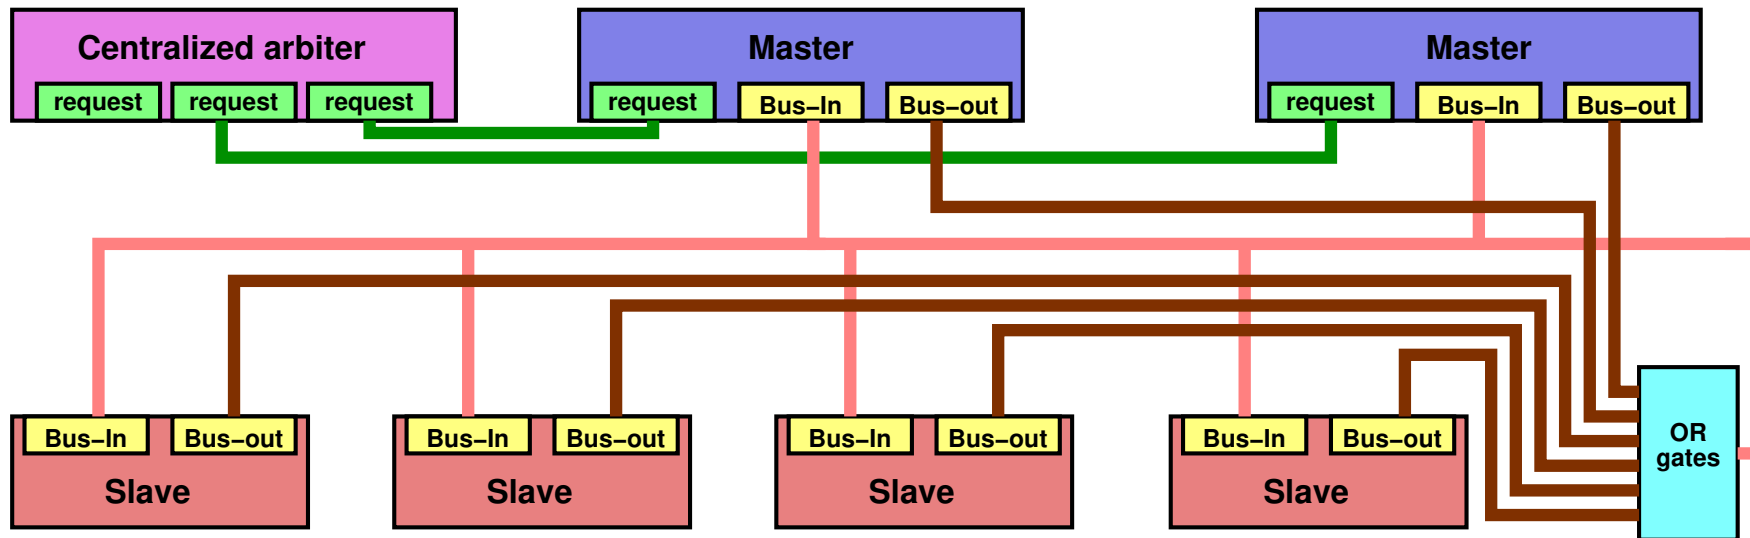 Centralized arbiter
request request request
Master
request Bus–In Bus–out
Master
request Bus–In Bus–out
Bus–In Bus–out
Slave
Bus–In Bus–out
Slave
Bus–In Bus–out
Slave
Bus–In Bus–out
Slave
OR
gates